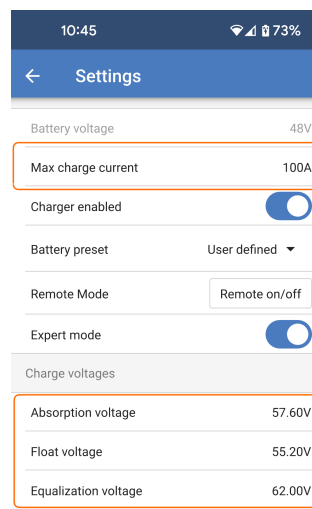 10:45 73%
Settings
Battery voltage 48V
Max charge current 100A
Charger enabled
Battery preset User defined
Remote Mode Remote on/off
Expert mode
Charge voltages
Absorption voltage 57.60V
Float voltage 55.20V
Equalization voltage 62.00V